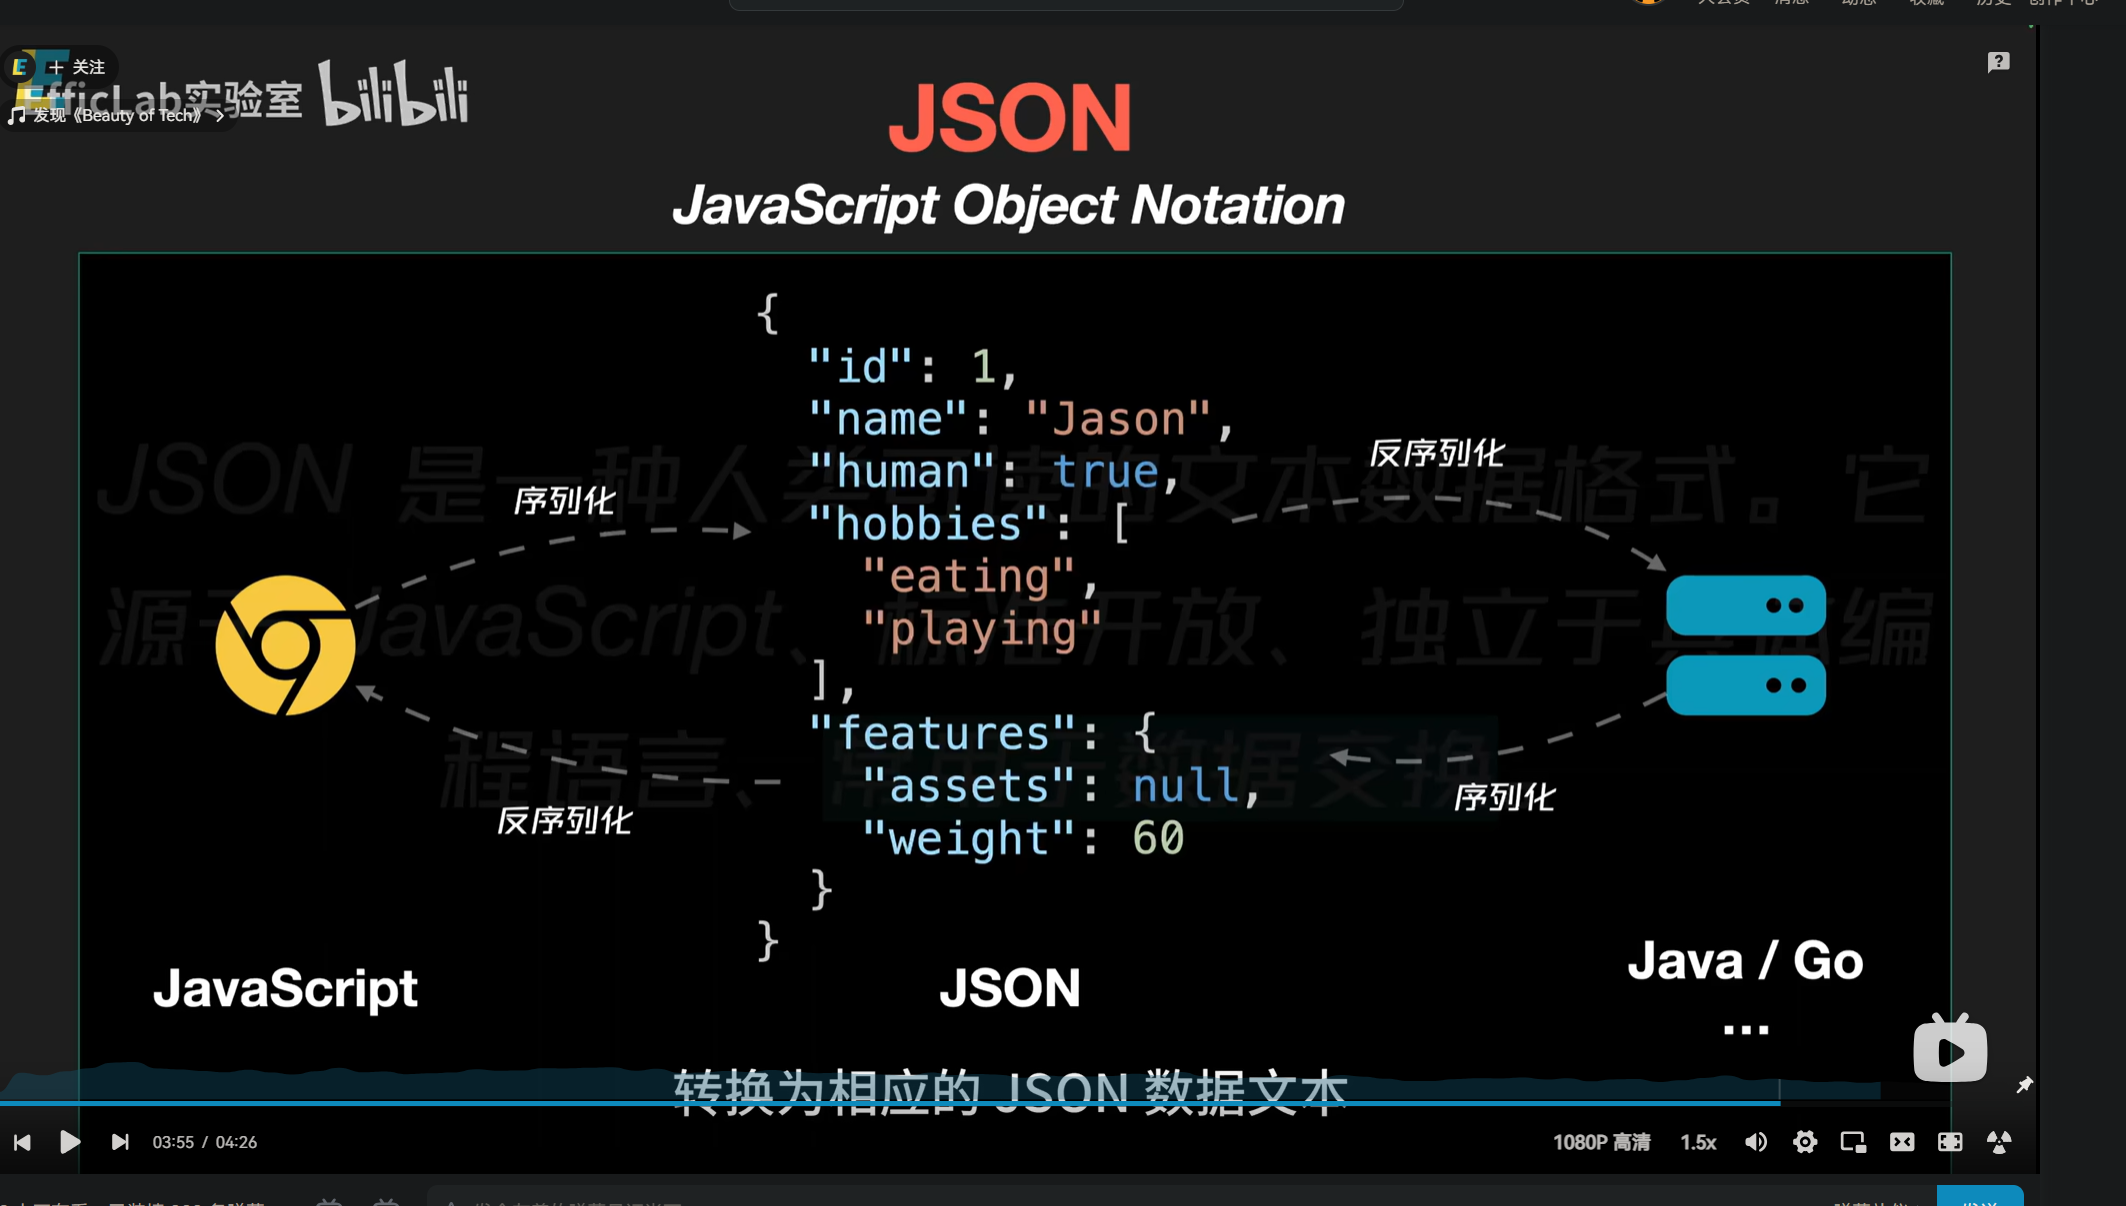 + 关注
EfficLab实验室 bilibili
发现《Beauty of Tech》 >
JSON
JavaScript Object Notation
{
"id": 1,
"name": "Jason",
"human": true,
"hobbies": [
"eating",
"playing"
],
"features": {
"assets": null,
"weight": 60
}
}
序列化
反序列化
反序列化
序列化
JSON 是一种人类可读的文本数据格式。它
源于 JavaScript、标准开放、独立于具体编
程语言、常用于数据交换
JavaScript
JSON
Java / Go
...
转换为相应的 JSON 数据文本
03:55 / 04:26
1080P 高清
1.5x